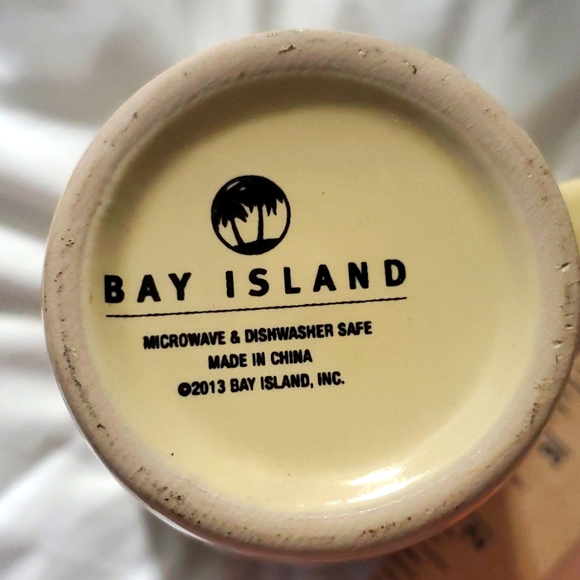 BAY ISLAND
MICROWAVE & DISHWASHER SAFE
MADE IN CHINA
©2013 BAY ISLAND, INC.